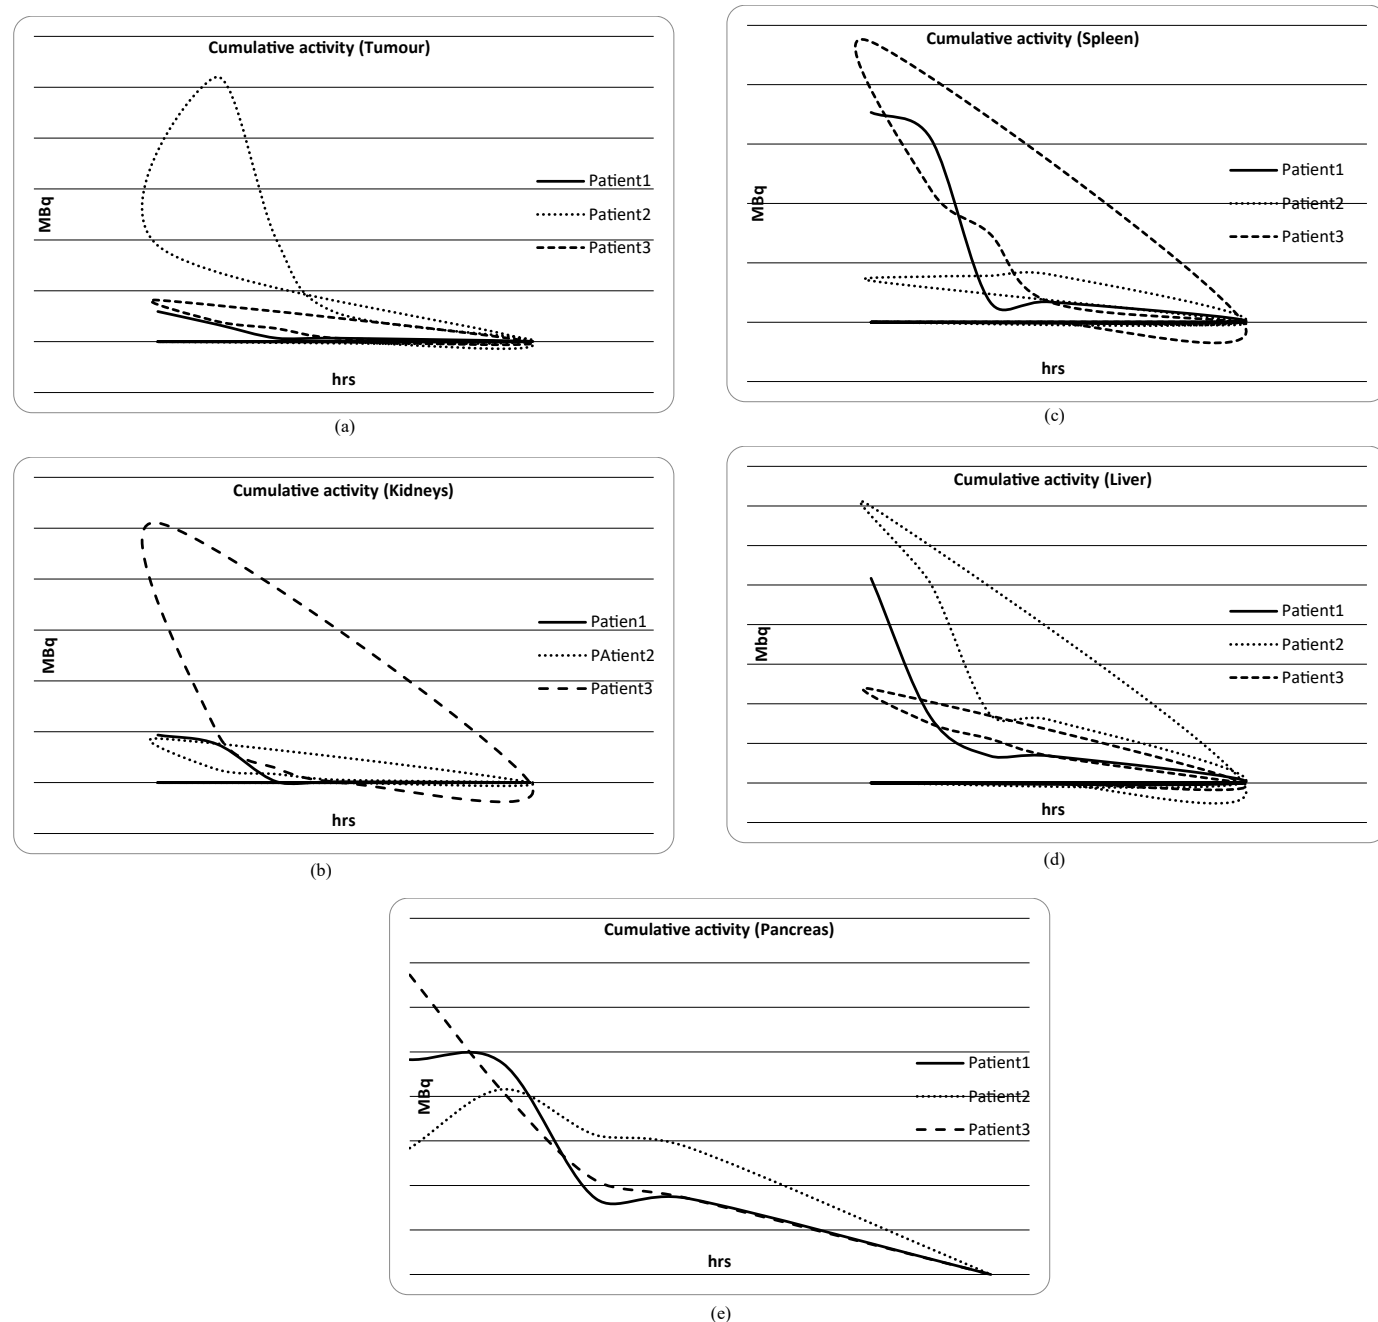 Cumulative activity (Tumour)
MBq
Patient1
Patient2
Patient3
hrs
(a)
Cumulative activity (Spleen)
MBq
Patient1
Patient2
Patient3
hrs
(c)
Cumulative activity (Kidneys)
MBq
Patien1
PAtient2
Patient3
hrs
(b)
Cumulative activity (Liver)
Mbq
Patient1
Patient2
Patient3
hrs
(d)
Cumulative activity (Pancreas)
MBq
Patient1
Patient2
Patient3
hrs
(e)